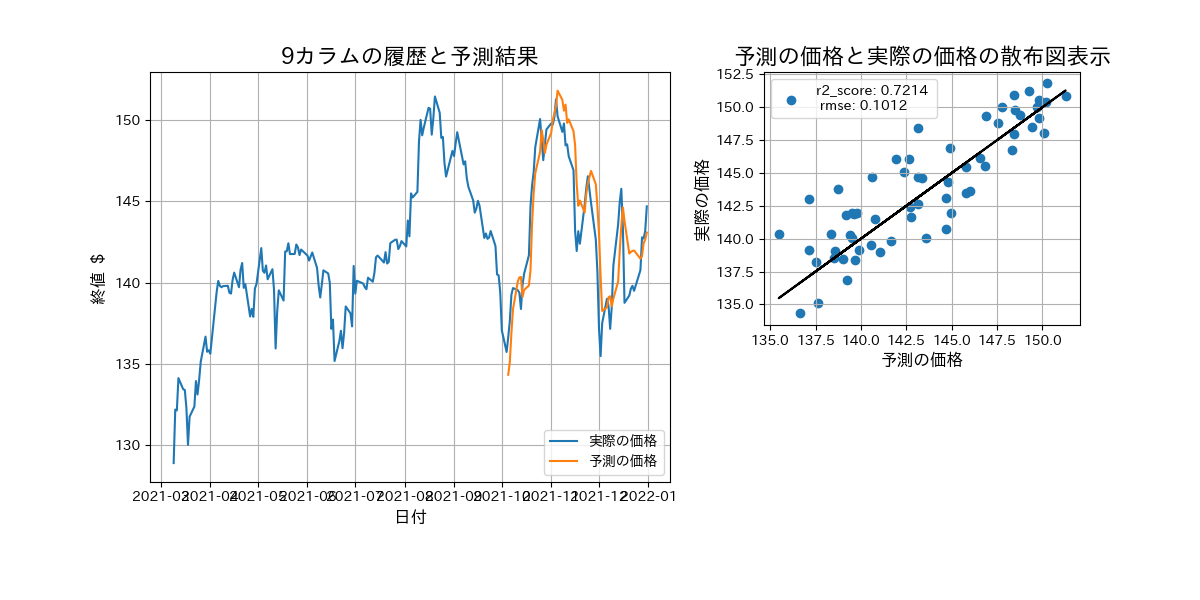 9カラムの履歴と予測結果
150
145
140
135
130
終値 $
実際の価格
予測の価格
2021-03 2021-04 2021-05 2021-06 2021-07 2021-08 2021-09 2021-10 2021-11 2021-12 2022-01
日付
予測の価格と実際の価格の散布図表示
r2_score: 0.7214
rmse: 0.1012
152.5
150.0
147.5
145.0
142.5
140.0
137.5
135.0
実際の価格
135.0 137.5 140.0 142.5 145.0 147.5 150.0
予測の価格